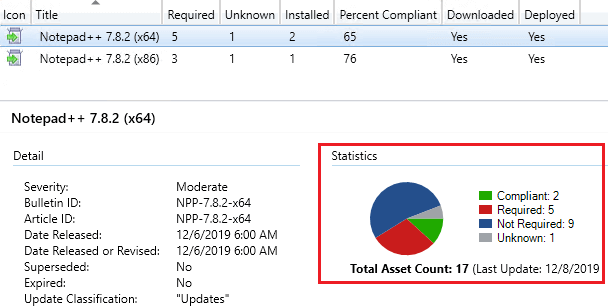 Icon Title Required Unknown Installed Percent Compliant Downloaded Deployed
Notepad++ 7.8.2 (x64) 5 1 2 65 Yes Yes
Notepad++ 7.8.2 (x86) 3 1 1 76 Yes Yes
Notepad++ 7.8.2 (x64)
Detail
Severity: Moderate
Bulletin ID: NPP-7.8.2-x64
Article ID: NPP-7.8.2-x64
Date Released: 12/6/2019 6:00 AM
Date Released or Revised: 12/6/2019 6:00 AM
Superseded: No
Expired: No
Update Classification: "Updates"
Statistics
Compliant: 2
Required: 5
Not Required: 9
Unknown: 1
Total Asset Count: 17 (Last Update: 12/8/2019